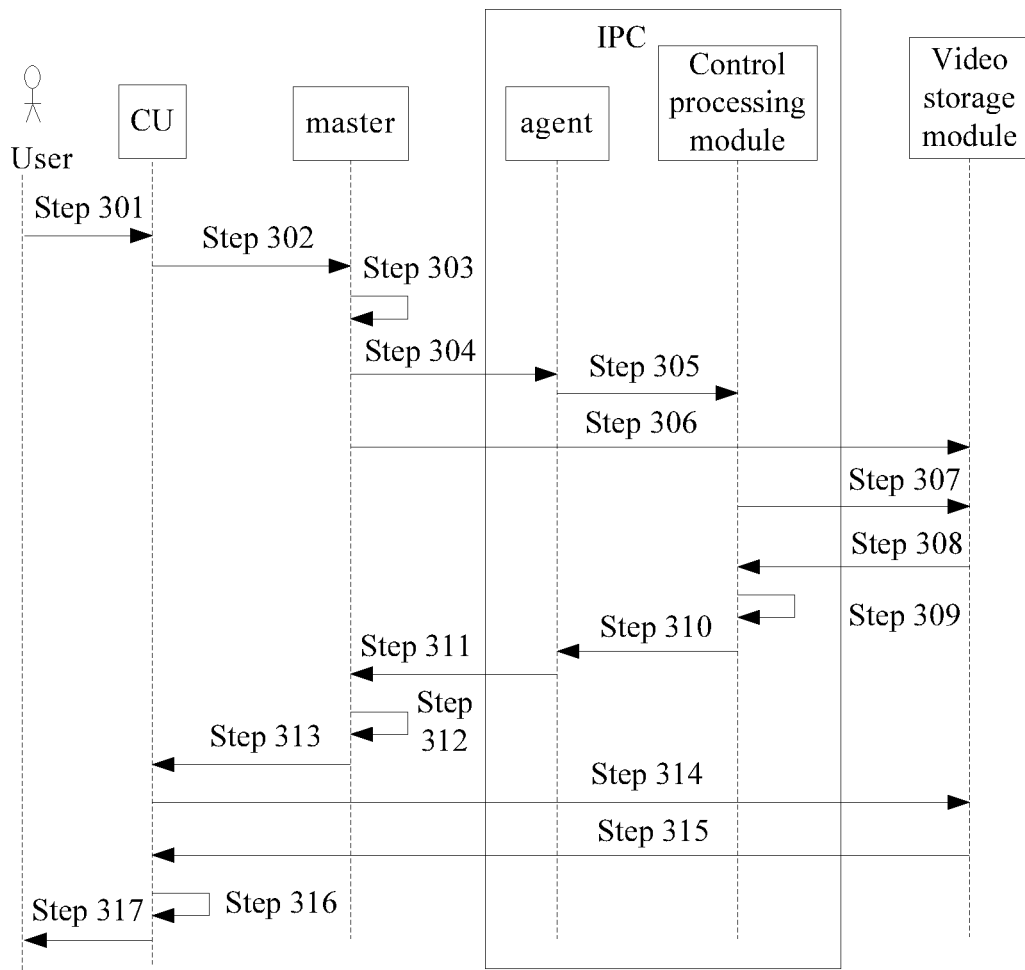 IPC
User
CU
master
agent
Control
processing
module
Video
storage
module
Step 301
Step 302
Step 303
Step 304
Step 305
Step 306
Step 307
Step 308
Step 309
Step 310
Step 311
Step
312
Step 313
Step 314
Step 315
Step 316
Step 317